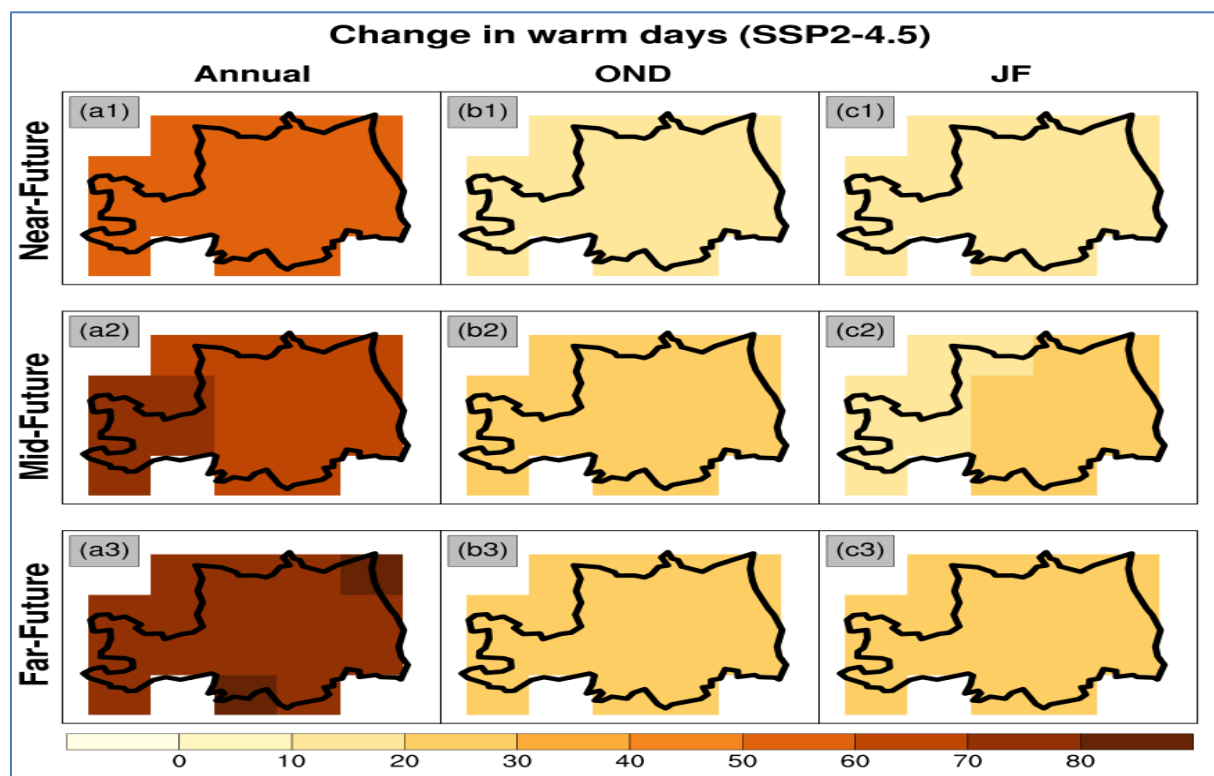 Change in warm days (SSP2-4.5)
Annual OND JF
Near-Future
(a1) (b1) (c1)
Mid-Future
(a2) (b2) (c2)
Far-Future
(a3) (b3) (c3)
0 10 20 30 40 50 60 70 80